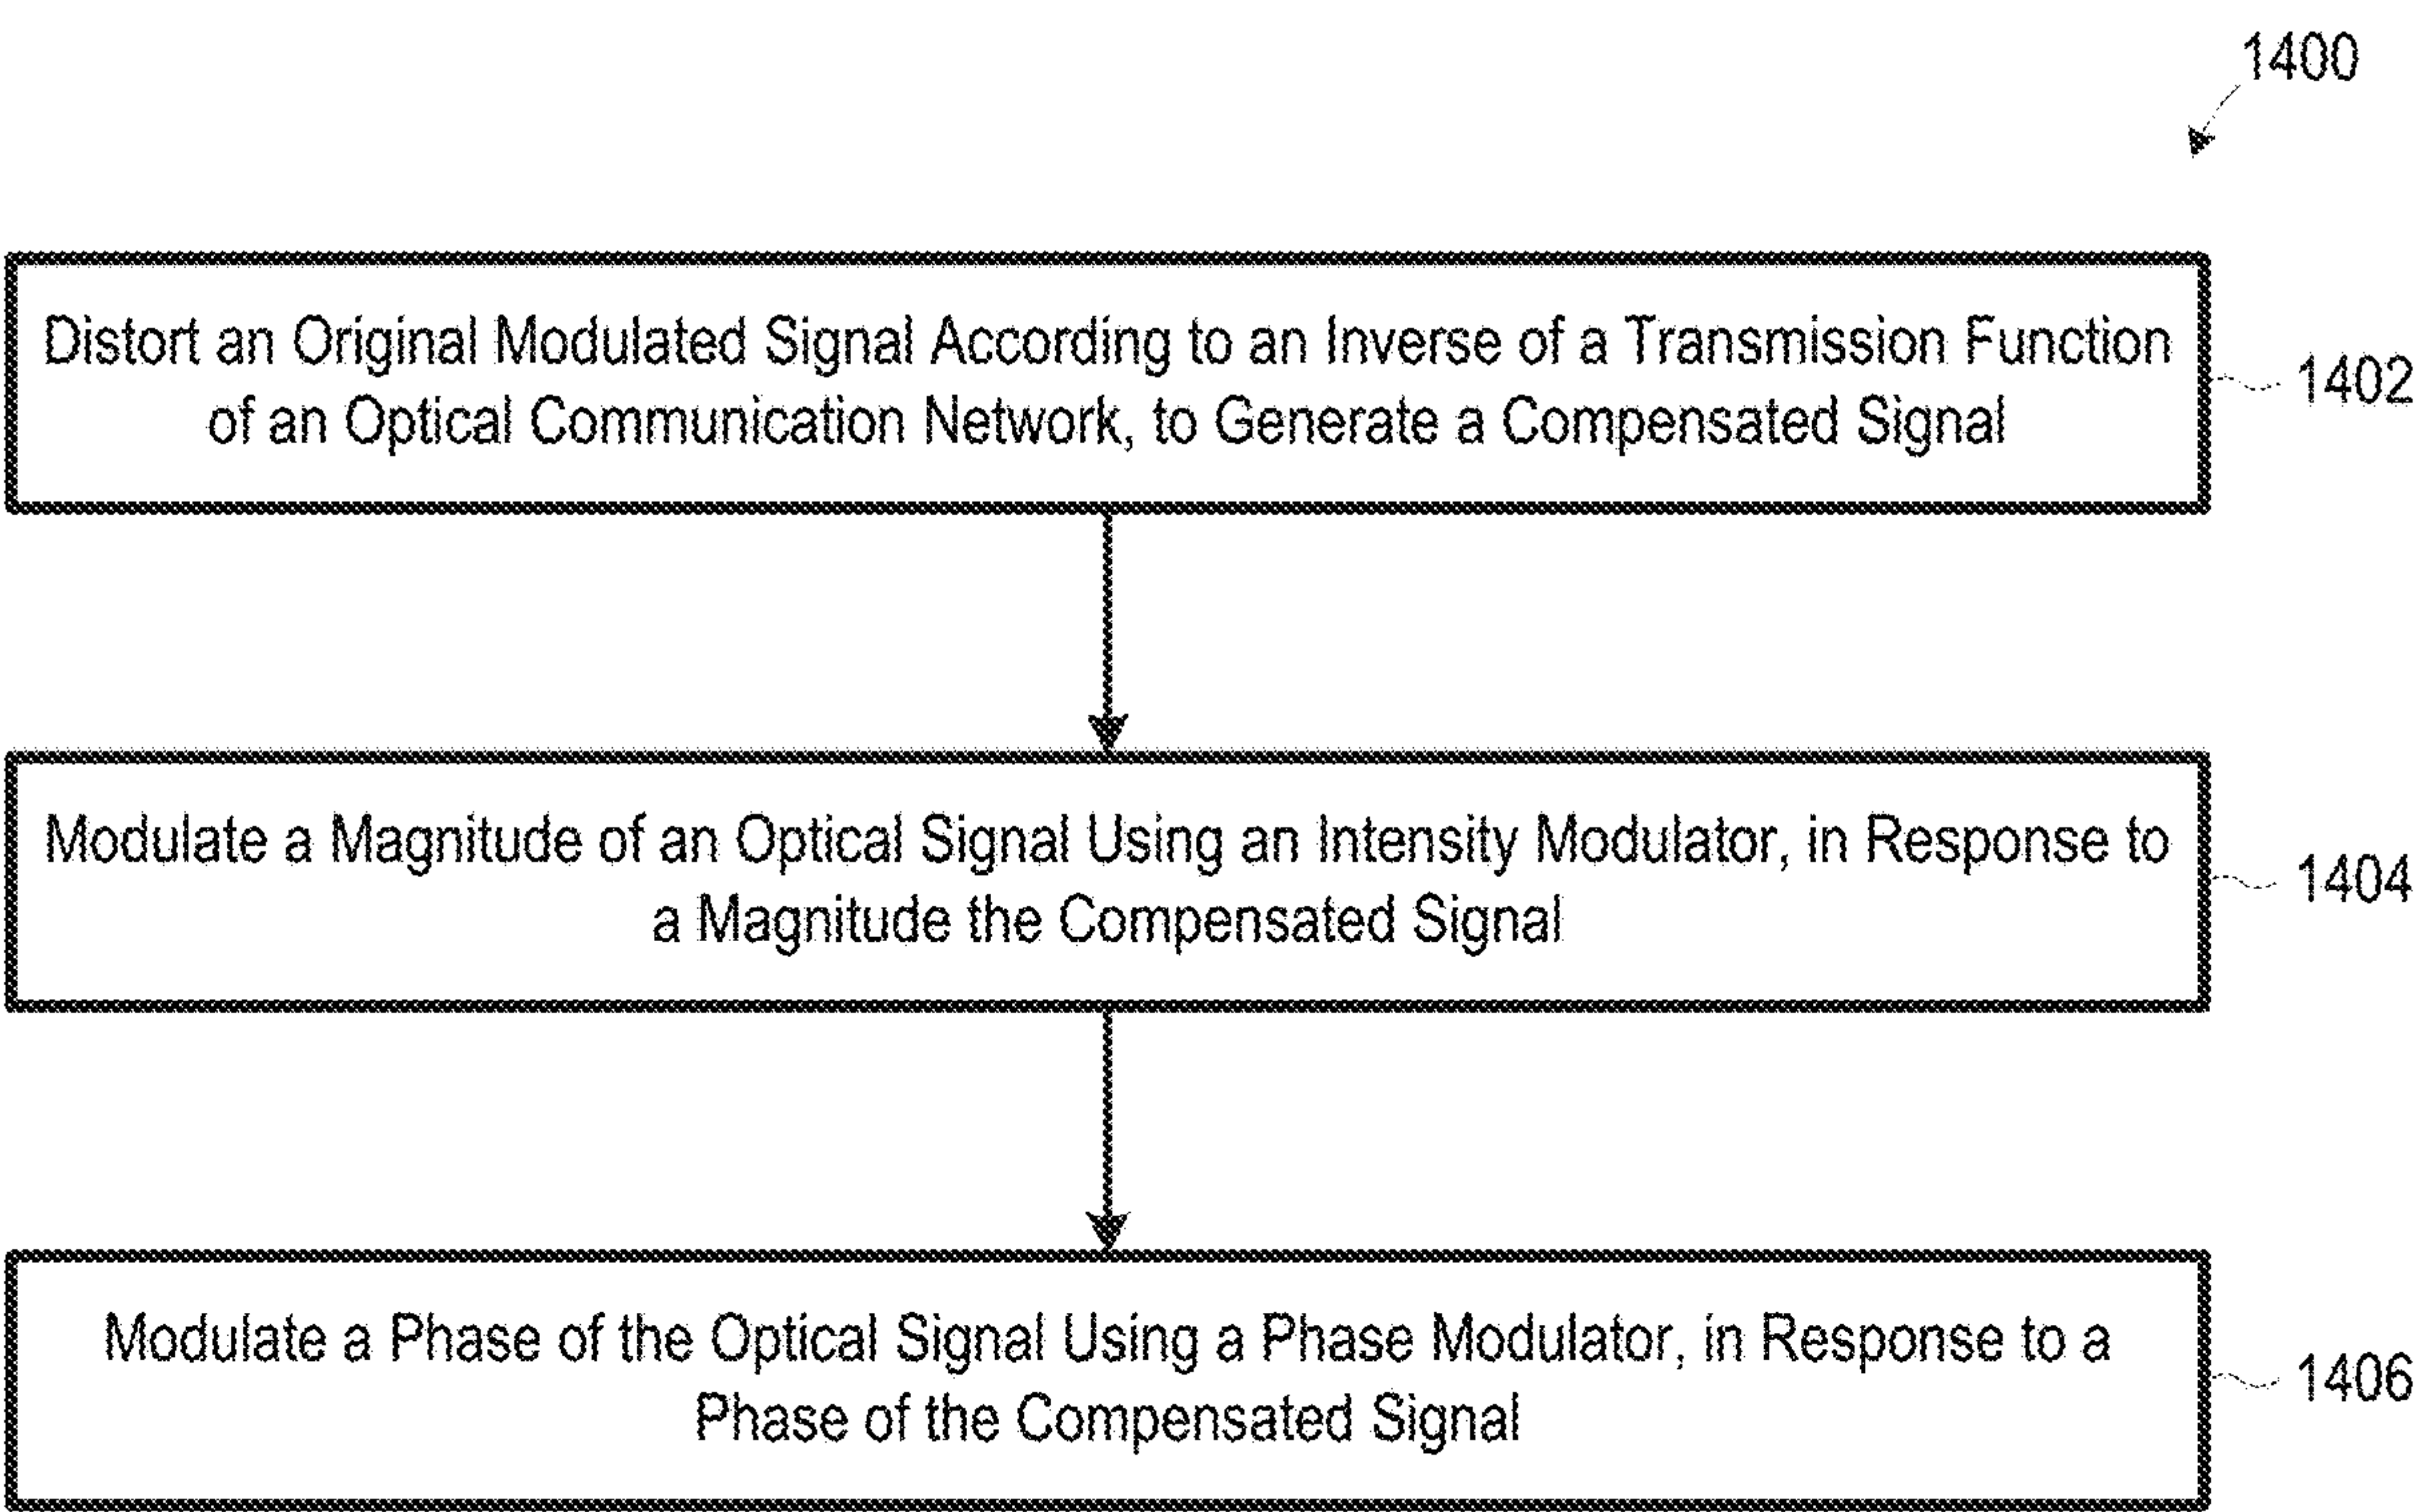 1400
Distort an Original Modulated Signal According to an Inverse of a Transmission Function
of an Optical Communication Network, to Generate a Compensated Signal
1402
Modulate a Magnitude of an Optical Signal Using an Intensity Modulator, in Response to
a Magnitude the Compensated Signal
1404
Modulate a Phase of the Optical Signal Using a Phase Modulator, in Response to a
Phase of the Compensated Signal
1406